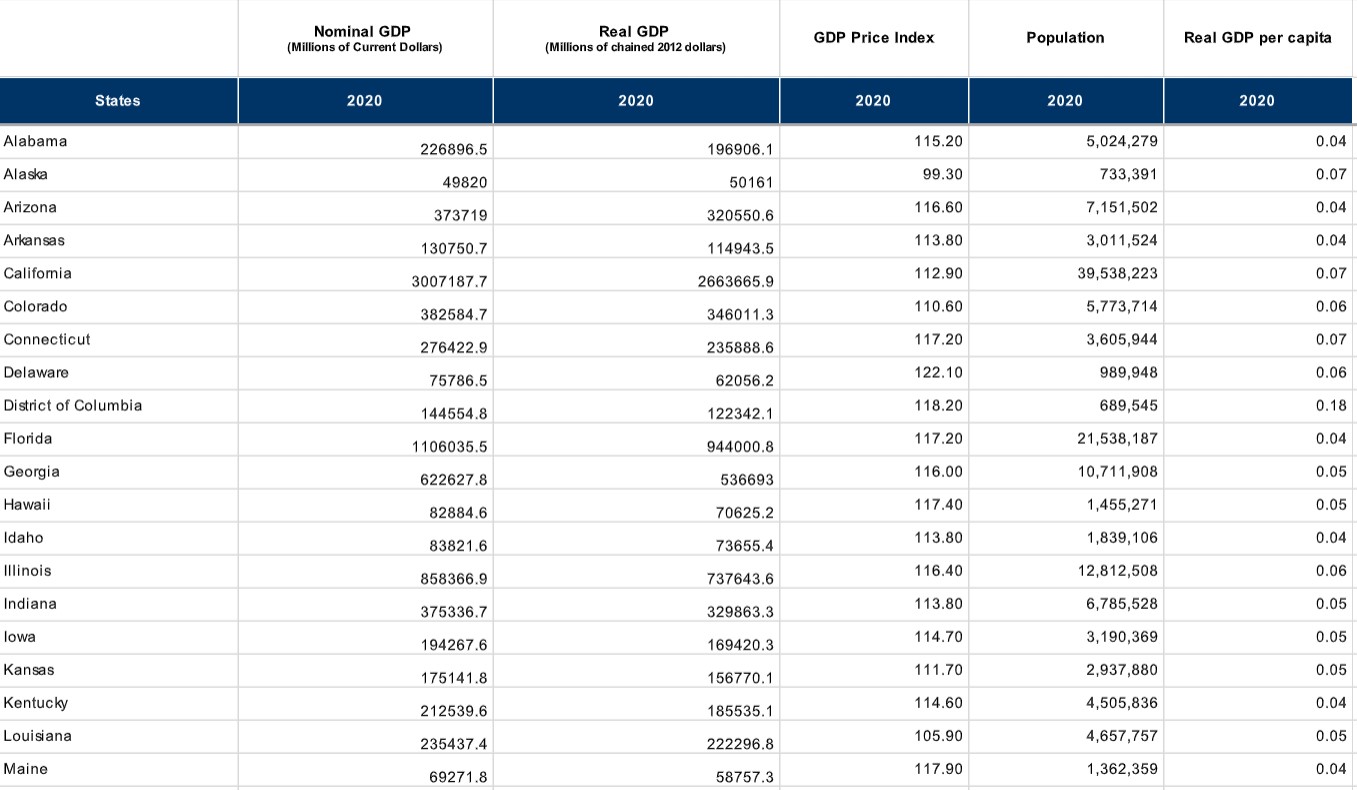 Nominal GDP Real GDP GDP Price Index Population Real GDP per capita
(Millions of Current Dollars) (Millions of chained 2012 dollars)
States 2020 2020 2020 2020 2020
Alabama 226896.5 196906.1 115.20 5,024,279 0.04
Alaska 49820 50161 99.30 733,391 0.07
Arizona 373719 320550.6 116.60 7,151,502 0.04
Arkansas 130750.7 114943.5 113.80 3,011,524 0.04
California 3007187.7 2663665.9 112.90 39,538,223 0.07
Colorado 382584.7 346011.3 110.60 5,773,714 0.06
Connecticut 276422.9 235888.6 117.20 3,605,944 0.07
Delaware 75786.5 62056.2 122.10 989,948 0.06
District of Columbia 144554.8 122342.1 118.20 689,545 0.18
Florida 1106035.5 944000.8 117.20 21,538,187 0.04
Georgia 622627.8 536693 116.00 10,711,908 0.05
Hawaii 82884.6 70625.2 117.40 1,455,271 0.05
Idaho 83821.6 73655.4 113.80 1,839,106 0.04
Illinois 858366.9 737643.6 116.40 12,812,508 0.06
Indiana 375336.7 329863.3 113.80 6,785,528 0.05
Iowa 194267.6 169420.3 114.70 3,190,369 0.05
Kansas 175141.8 156770.1 111.70 2,937,880 0.05
Kentucky 212539.6 185535.1 114.60 4,505,836 0.04
Louisiana 235437.4 222296.8 105.90 4,657,757 0.05
Maine 69271.8 58757.3 117.90 1,362,359 0.04